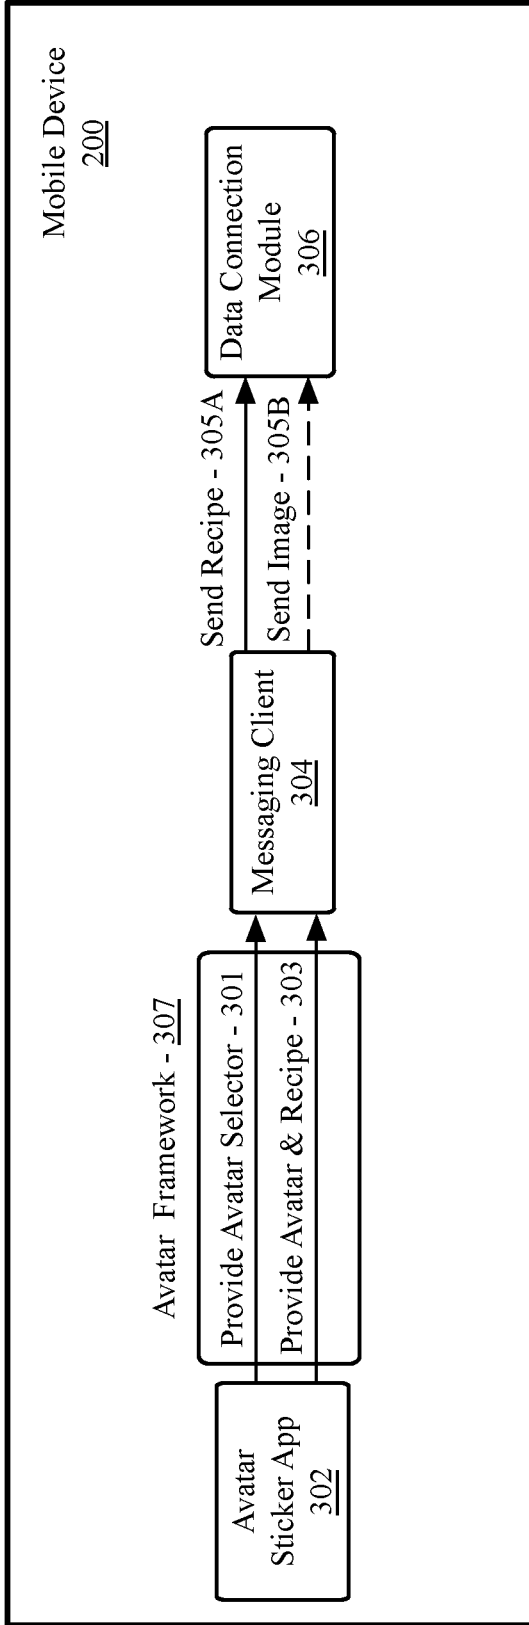 Mobile Device
200
Avatar Framework - 307
Avatar
Sticker App
302
Provide Avatar Selector - 301
Provide Avatar & Recipe - 303
Messaging Client
304
Send Recipe - 305A
Send Image - 305B
Data Connection
Module
306